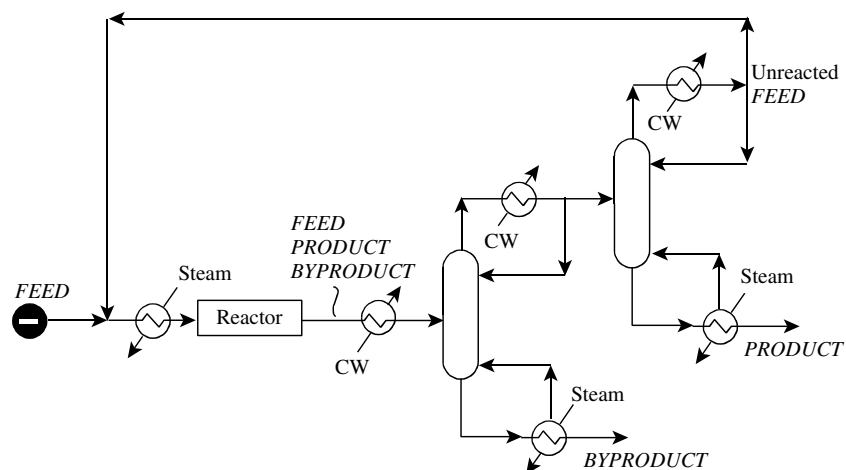 Unreacted
FEED
CW
FEED
PRODUCT
BYPRODUCT
CW
Steam
FEED
Steam
Reactor
CW
PRODUCT
Steam
BYPRODUCT